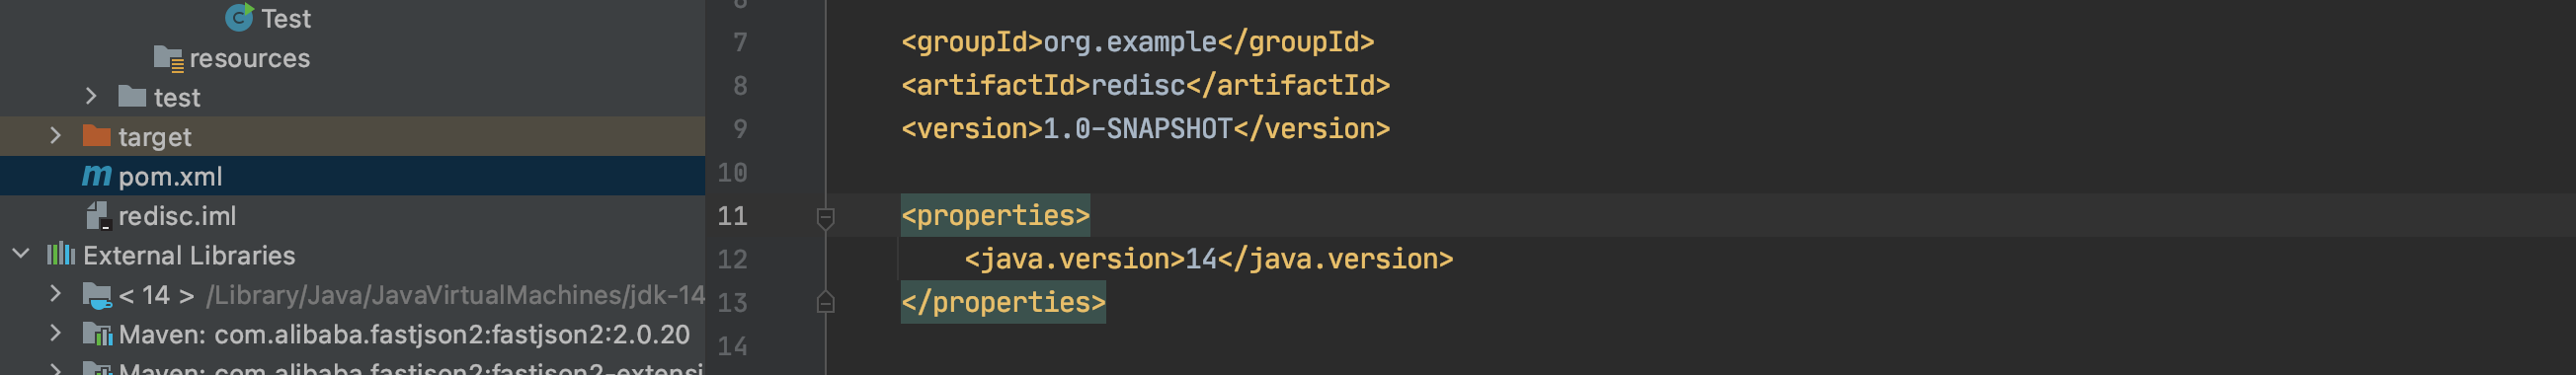 Test
resources
test
target
pom.xml
redisc.iml
External Libraries
< 14 > /Library/Java/JavaVirtualMachines/jdk-14
Maven: com.alibaba.fastjson2:fastjson2:2.0.20
Maven: com.alibaba.fastjson2:fastjson2-extensi
6
7 <groupId>org.example</groupId>
8 <artifactId>redisc</artifactId>
9 <version>1.0-SNAPSHOT</version>
10
11 <properties>
12 <java.version>14</java.version>
13 </properties>
14